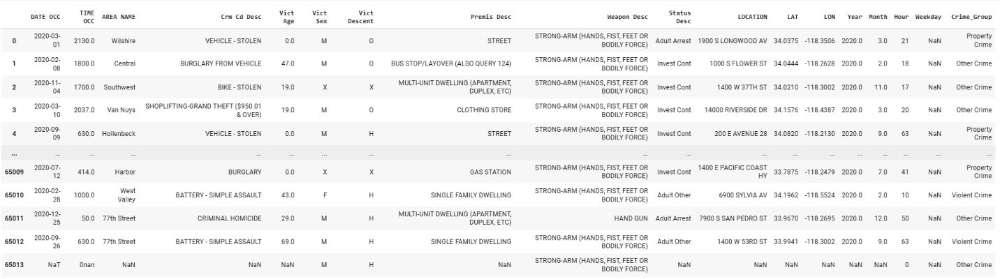 DATE OCC TIME OCC AREA NAME Crm Cd Desc Vict Age Vict Sex Vict Descent Premis Desc Weapon Desc Status Desc LOCATION LAT LON Year Month Hour Weekday Crime_Group
0 2020-03-01 2130.0 Wilshire VEHICLE - STOLEN 0.0 M O STREET STRONG-ARM (HANDS, FIST, FEET OR BODILY FORCE) Adult Arrest 1900 S LONGWOOD AV 34.0375 -118.3506 2020.0 3.0 21 NaN Property Crime
1 2020-02-08 1800.0 Central BURGLARY FROM VEHICLE 47.0 M O BUS STOP/LAYOVER (ALSO QUERY 124) STRONG-ARM (HANDS, FIST, FEET OR BODILY FORCE) Invest Cont 1000 S FLOWER ST 34.0444 -118.2628 2020.0 2.0 18 NaN Other Crime
2 2020-11-04 1700.0 Southwest BIKE - STOLEN 19.0 X X MULTI-UNIT DWELLING (APARTMENT, DUPLEX, ETC) STRONG-ARM (HANDS, FIST, FEET OR BODILY FORCE) Invest Cont 1400 W 37TH ST 34.0210 -118.3002 2020.0 11.0 17 NaN Other Crime
3 2020-03-10 2037.0 Van Nuys SHOPLIFTING-GRAND THEFT ($950.01 & OVER) 19.0 M O CLOTHING STORE STRONG-ARM (HANDS, FIST, FEET OR BODILY FORCE) Invest Cont 14000 RIVERSIDE DR 34.1576 -118.4387 2020.0 3.0 20 NaN Other Crime
4 2020-09-09 630.0 Hollenbeck VEHICLE - STOLEN 0.0 M H STREET STRONG-ARM (HANDS, FIST, FEET OR BODILY FORCE) Invest Cont 200 E AVENUE 28 34.0820 -118.2130 2020.0 9.0 63 NaN Property Crime
... ... ... ... ... ... ... ... ... ... ... ... ... ... ... ... ... ... ...
65009 2020-07-12 414.0 Harbor BURGLARY 0.0 X X GAS STATION STRONG-ARM (HANDS, FIST, FEET OR BODILY FORCE) Invest Cont 1400 E PACIFIC COAST HY 33.7875 -118.2479 2020.0 7.0 41 NaN Property Crime
65010 2020-02-28 1000.0 West Valley BATTERY - SIMPLE ASSAULT 43.0 F H SINGLE FAMILY DWELLING STRONG-ARM (HANDS, FIST, FEET OR BODILY FORCE) Adult Other 6900 SYLVIA AV 34.1962 -118.5524 2020.0 2.0 10 NaN Violent Crime
65011 2020-12-25 50.0 77th Street CRIMINAL HOMICIDE 29.0 M H MULTI-UNIT DWELLING (APARTMENT, DUPLEX, ETC) HAND GUN Adult Arrest 7900 S SAN PEDRO ST 33.9670 -118.2695 2020.0 12.0 50 NaN Other Crime
65012 2020-09-26 630.0 77th Street BATTERY - SIMPLE ASSAULT 69.0 M H SINGLE FAMILY DWELLING STRONG-ARM (HANDS, FIST, FEET OR BODILY FORCE) Adult Other 1400 W 53RD ST 33.9941 -118.3002 2020.0 9.0 63 NaN Violent Crime
65013 NaT 0nan NaN NaN NaN M H NaN STRONG-ARM (HANDS, FIST, FEET OR BODILY FORCE) NaN NaN NaN NaN NaN NaN 0 NaN Other Crime